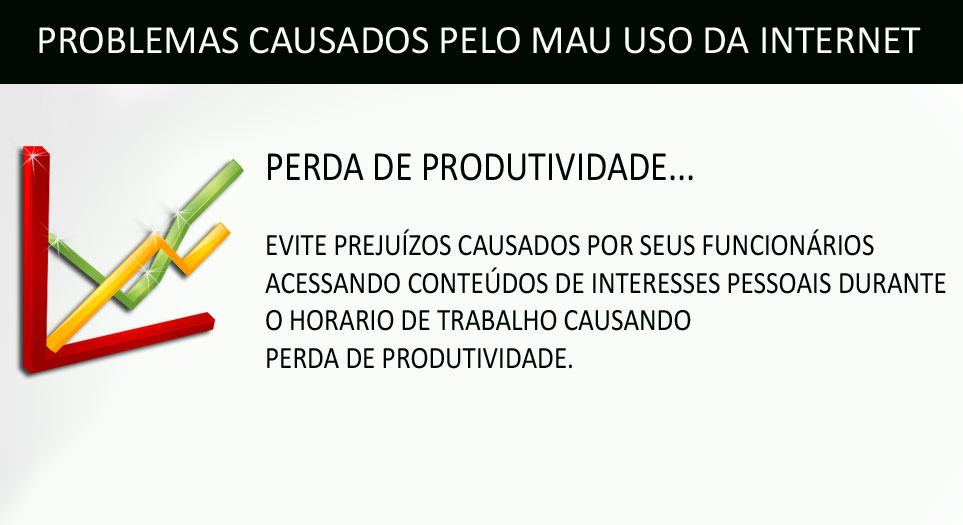 PROBLEMAS CAUSADOS PELO MAU USO DA INTERNET
PERDA DE PRODUTIVIDADE...
EVITE PREJUÍZOS CAUSADOS POR SEUS FUNCIONÁRIOS
ACESSANDO CONTEÚDOS DE INTERESSES PESSOAIS DURANTE
O HORARIO DE TRABALHO CAUSANDO
PERDA DE PRODUTIVIDADE.